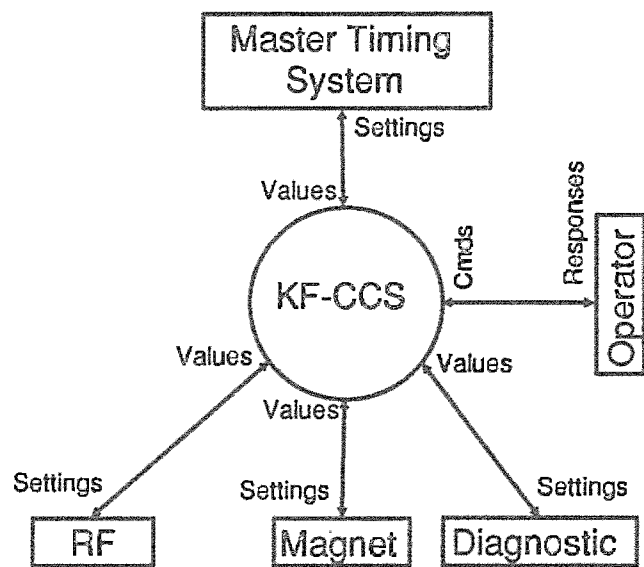 Master Timing
System
Settings
Values
Cmds
Responses
Operator
KF-CCS
Values
Values
Values
Settings
Settings
Settings
RF
Magnet
Diagnostic